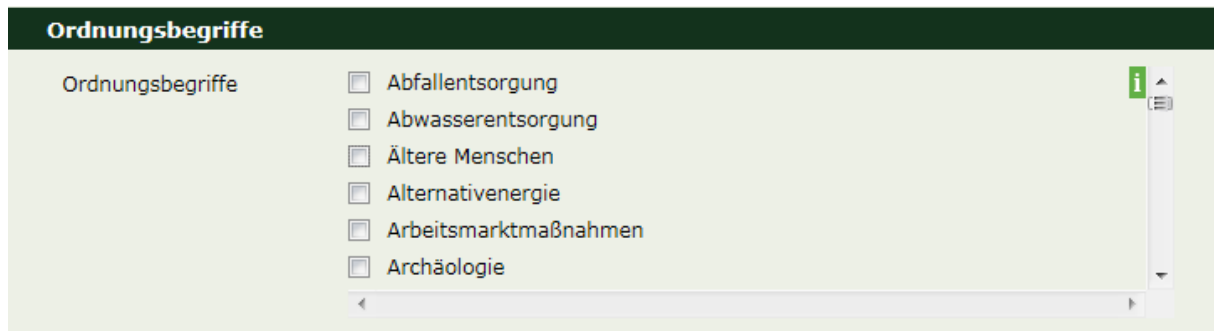 Ordnungsbegriffe
Ordnungsbegriffe
Abfallentsorgung
i
Abwasserentsorgung
Ältere Menschen
Alternativenergie
Arbeitsmarktmaßnahmen
Archäologie